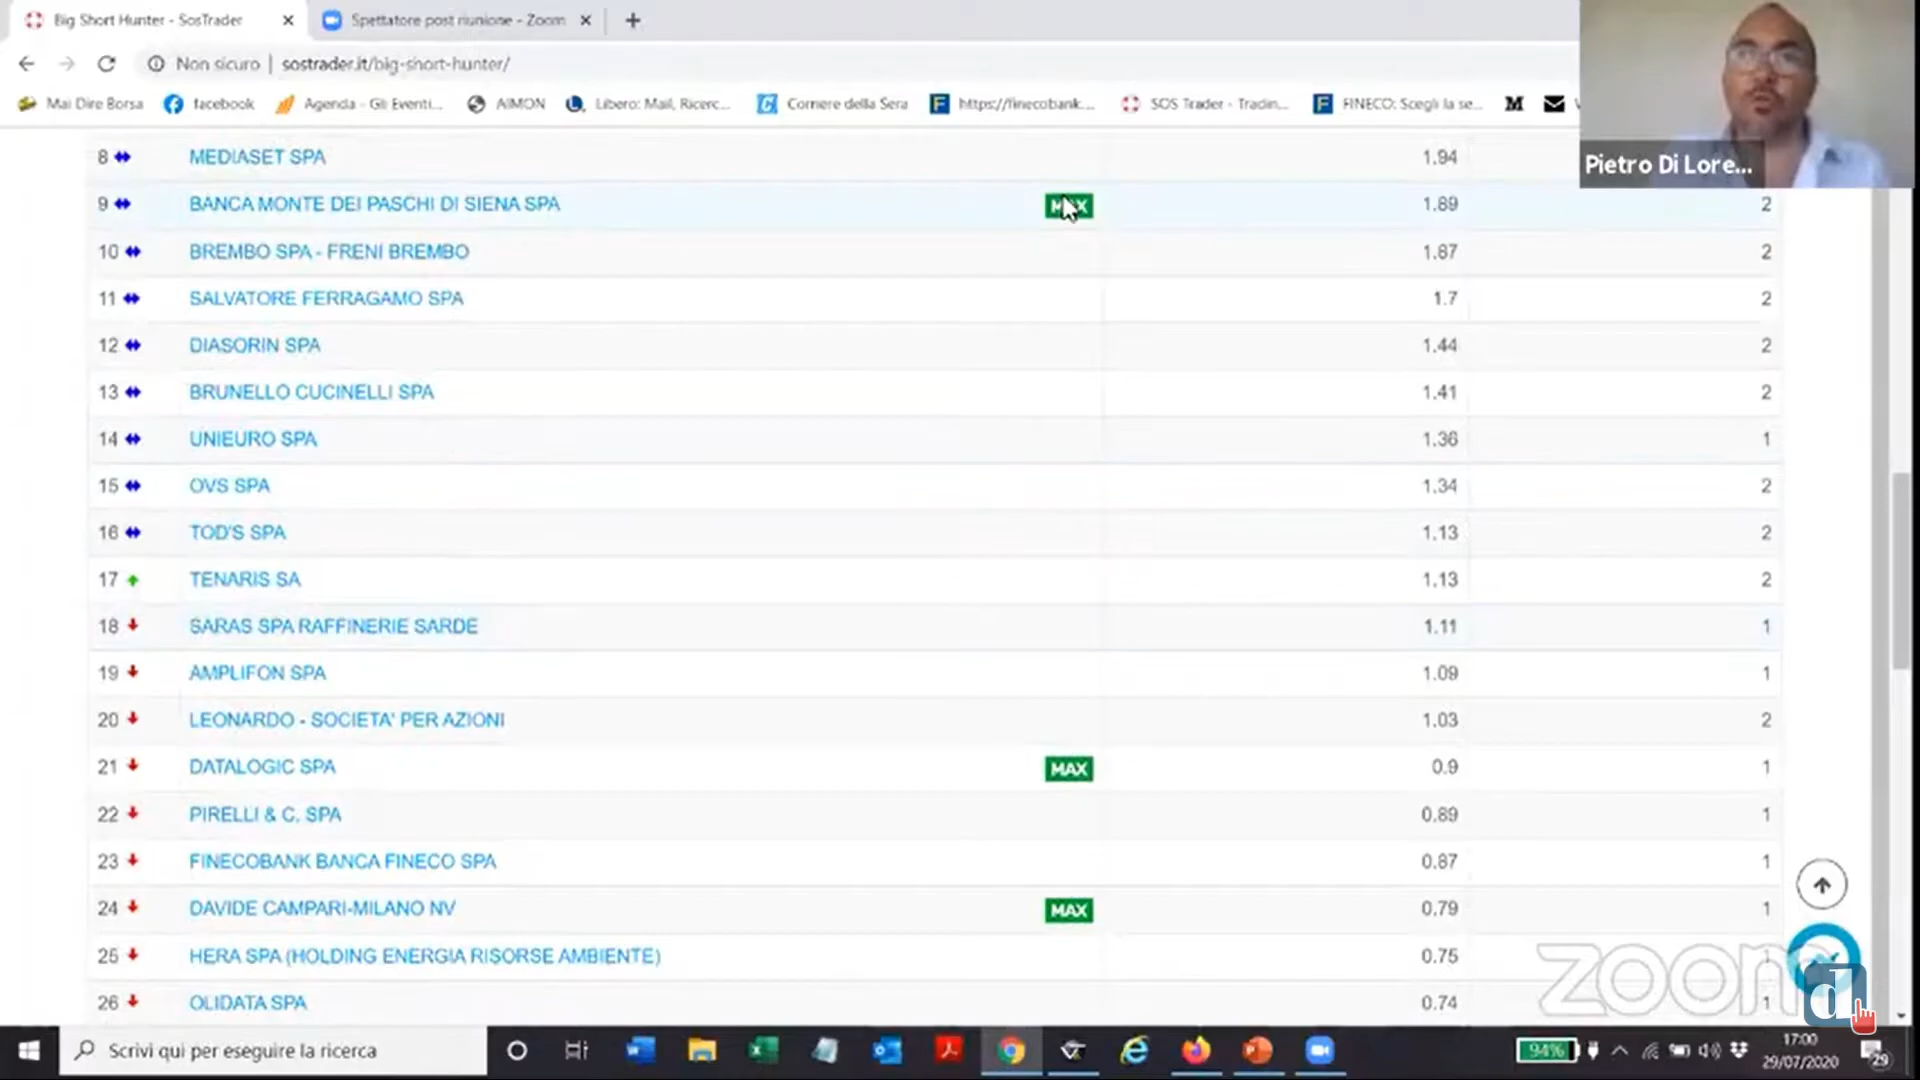 Big Short Hunter - SosTrader
Spettatore post riunione - Zoom
Non sicuro | sostrader.it/big-short-hunter/
Mai Dire Borsa facebook Agenda - Gli Eventi... AIMON Libero: Mail, Ricerc... Corriere della Sera https://finecobank.... SOS Trader - Tradin... FINECO: Scegli la se... M
Pietro Di Lore...
8 MEDIASET SPA 1.94
9 BANCA MONTE DEI PASCHI DI SIENA SPA MAX 1.89 2
10 BREMBO SPA - FRENI BREMBO 1.87 2
11 SALVATORE FERRAGAMO SPA 1.7 2
12 DIASORIN SPA 1.44 2
13 BRUNELLO CUCINELLI SPA 1.41 2
14 UNIEURO SPA 1.36 1
15 OVS SPA 1.34 2
16 TOD'S SPA 1.13 2
17 TENARIS SA 1.13 2
18 SARAS SPA RAFFINERIE SARDE 1.11 1
19 AMPLIFON SPA 1.09 1
20 LEONARDO - SOCIETA' PER AZIONI 1.03 2
21 DATALOGIC SPA MAX 0.9 1
22 PIRELLI & C. SPA 0.89 1
23 FINECOBANK BANCA FINECO SPA 0.87 1
24 DAVIDE CAMPARI-MILANO NV MAX 0.79 1
25 HERA SPA (HOLDING ENERGIA RISORSE AMBIENTE) 0.75
26 OLIDATA SPA 0.74 1
zoom
d
Scrivi qui per eseguire la ricerca
94%
17:00
29/07/2020
29